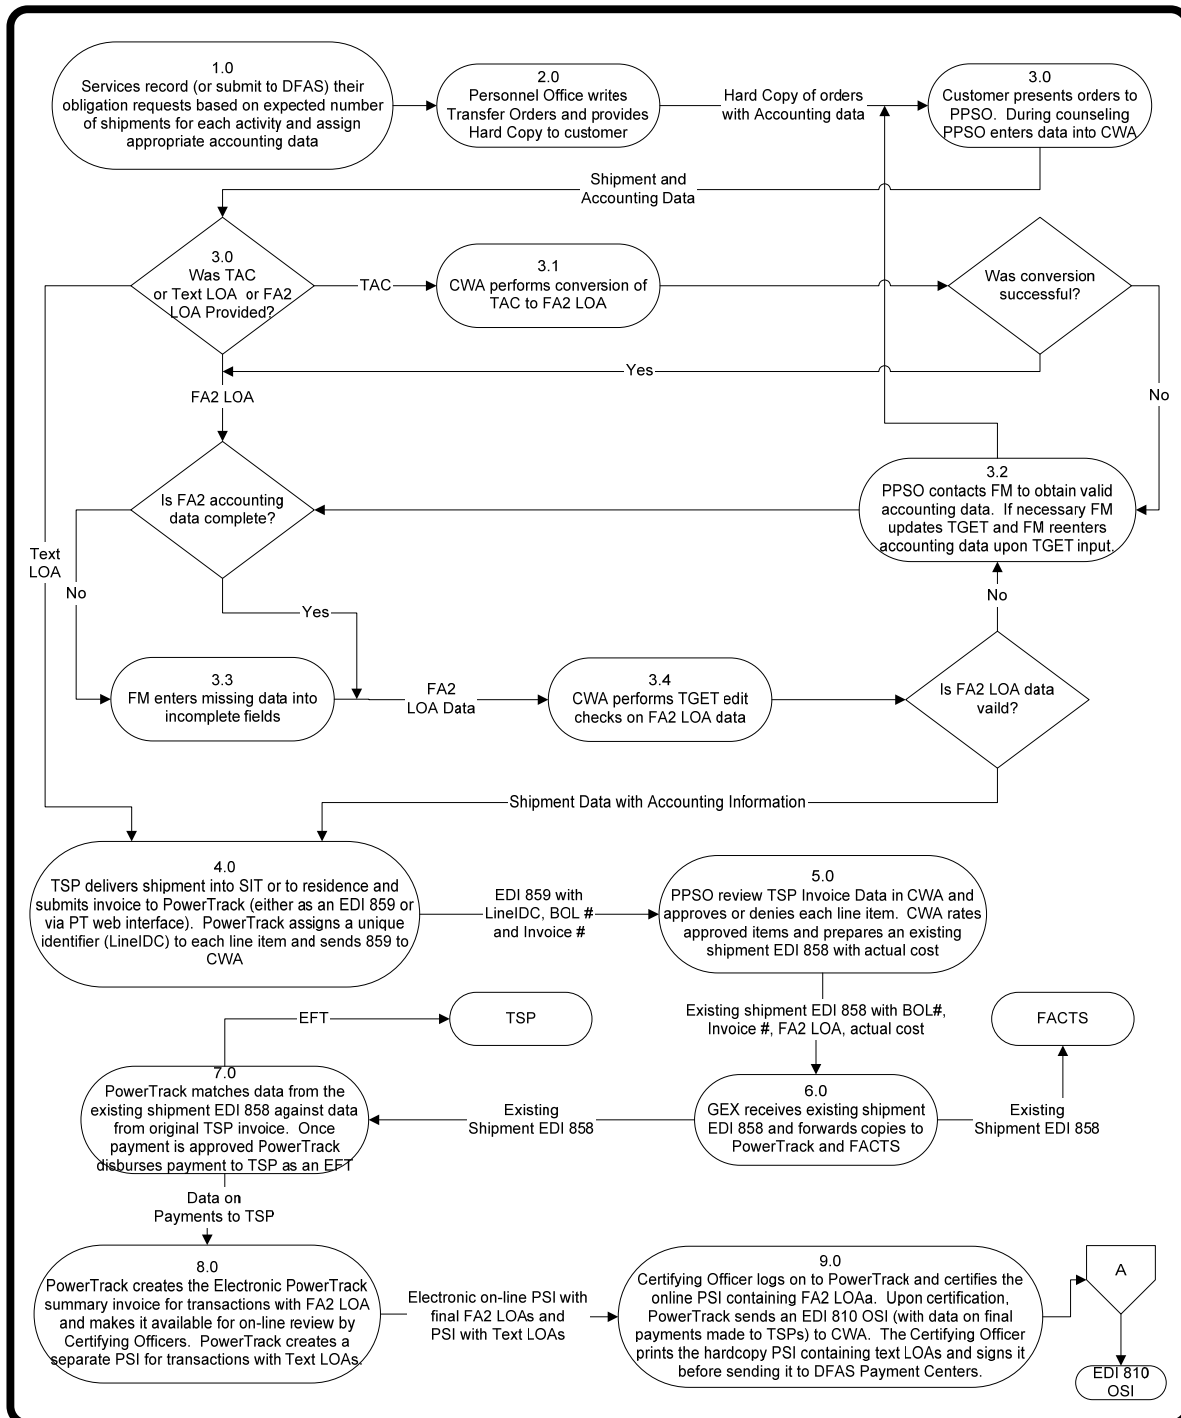 1.0
Services record (or submit to DFAS) their
obligation requests based on expected number
of shipments for each activity and assign
appropriate accounting data
2.0
Personnel Office writes
Transfer Orders and provides
Hard Copy to customer
Hard Copy of orders
with Accounting data
3.0
Customer presents orders to
PPSO.  During counseling
PPSO enters data into CWA
Shipment and
Accounting Data
3.0
Was TAC
or Text LOA  or FA2
LOA Provided?
TAC
3.1
CWA performs conversion of
TAC to FA2 LOA
Was conversion
successful?
Yes
No
FA2 LOA
Is FA2 accounting
data complete?
3.2
PPSO contacts FM to obtain valid
accounting data.  If necessary FM
updates TGET and FM reenters
accounting data upon TGET input.
Text
LOA
No
Yes
No
3.3
FM enters missing data into
incomplete fields
FA2
LOA Data
3.4
CWA performs TGET edit
checks on FA2 LOA data
Is FA2 LOA data
vaild?
Shipment Data with Accounting Information
4.0
TSP delivers shipment into SIT or to residence and
submits invoice to PowerTrack (either as an EDI 859 or
via PT web interface).  PowerTrack assigns a unique
identifier (LineIDC) to each line item and sends 859 to
CWA
EDI 859 with
LineIDC, BOL #
and Invoice #
5.0
PPSO review TSP Invoice Data in CWA and
approves or denies each line item.  CWA rates
approved items and prepares an existing
shipment EDI 858 with actual cost
EFT
TSP
Existing shipment EDI 858 with BOL#,
Invoice #, FA2 LOA, actual cost
FACTS
7.0
PowerTrack matches data from the
existing shipment EDI 858 against data
from original TSP invoice.  Once
payment is approved PowerTrack
disburses payment to TSP as an EFT
Existing
Shipment EDI 858
6.0
GEX receives existing shipment
EDI 858 and forwards copies to
PowerTrack and FACTS
Existing
Shipment EDI 858
Data on
Payments to TSP
8.0
PowerTrack creates the Electronic PowerTrack
summary invoice for transactions with FA2 LOA
and makes it available for on-line review by
Certifying Officers.  PowerTrack creates a
separate PSI for transactions with Text LOAs.
Electronic on-line PSI with
final FA2 LOAs and
PSI with Text LOAs
9.0
Certifying Officer logs on to PowerTrack and certifies the
online PSI containing FA2 LOAa.  Upon certification,
PowerTrack sends an EDI 810 OSI (with data on final
payments made to TSPs) to CWA.  The Certifying Officer
prints the hardcopy PSI containing text LOAs and signs it
before sending it to DFAS Payment Centers.
A
EDI 810
OSI